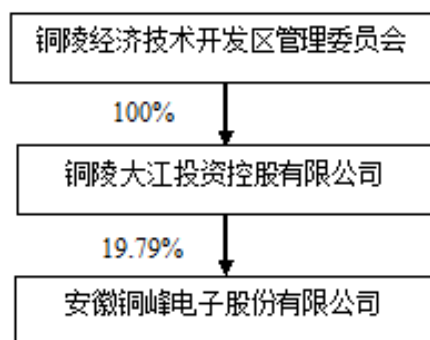 铜陵经济技术开发区管理委员会
100%
铜陵大江投资控股有限公司
19.79%
安徽铜峰电子股份有限公司